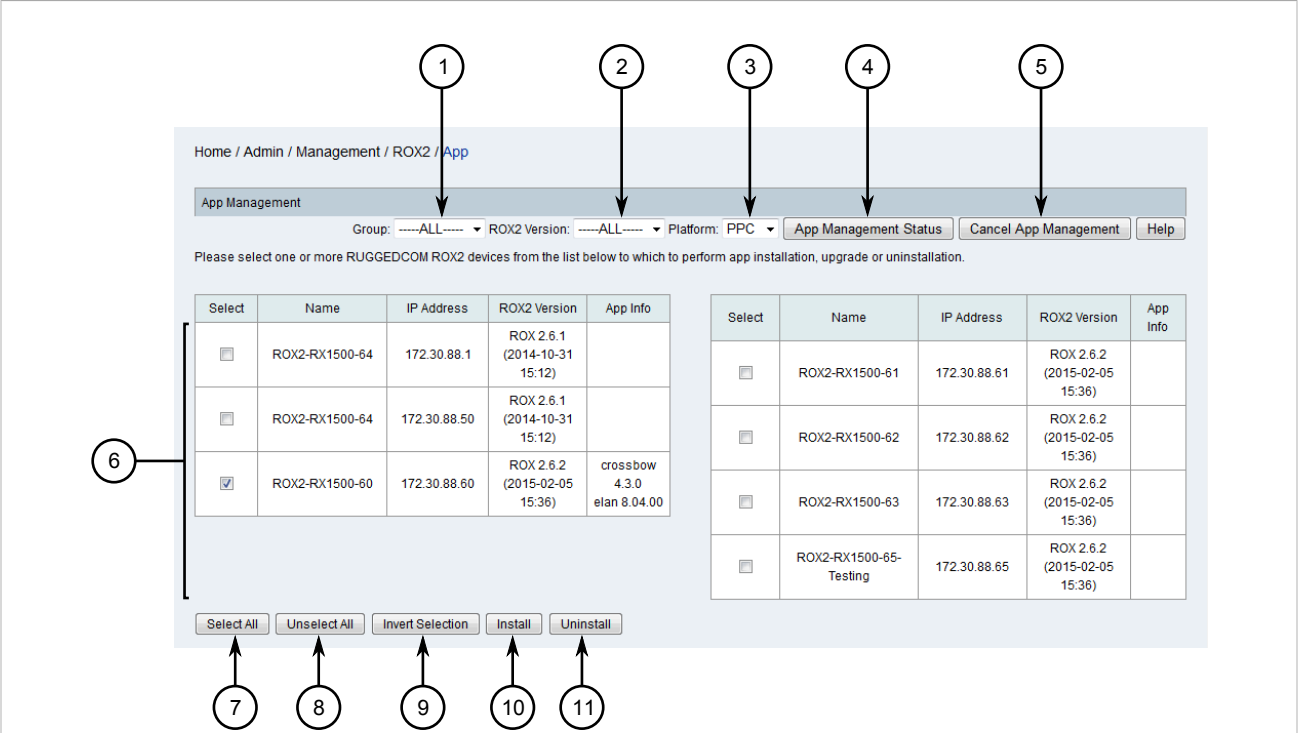 1 2 3 4 5
Home / Admin / Management / ROX2 / App
App Management
Group: -----ALL----- ROX2 Version: -----ALL----- Platform: PPC App Management Status Cancel App Management Help
Please select one or more RUGGEDCOM ROX2 devices from the list below to which to perform app installation, upgrade or uninstallation.
Select Name IP Address ROX2 Version App Info
ROX2-RX1500-64 172.30.88.1 ROX 2.6.1
(2014-10-31
15:12)
ROX2-RX1500-64 172.30.88.50 ROX 2.6.1
(2014-10-31
15:12)
ROX2-RX1500-60 172.30.88.60 ROX 2.6.2 crossbow
(2015-02-05 4.3.0
15:36) elan 8.04.00
Select Name IP Address ROX2 Version App
Info
ROX2-RX1500-61 172.30.88.61 ROX 2.6.2
(2015-02-05
15:36)
ROX2-RX1500-62 172.30.88.62 ROX 2.6.2
(2015-02-05
15:36)
ROX2-RX1500-63 172.30.88.63 ROX 2.6.2
(2015-02-05
15:36)
ROX2-RX1500-65-
Testing 172.30.88.65 ROX 2.6.2
(2015-02-05
15:36)
6
Select All Unselect All Invert Selection Install Uninstall
7 8 9 10 11